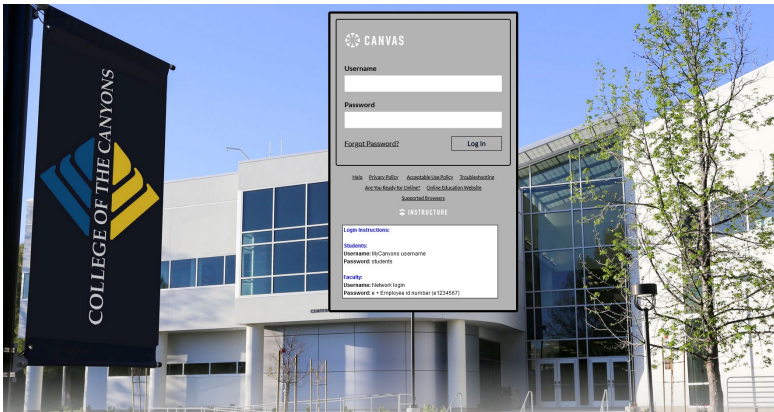 COLLEGE OF THE CANYONS
CANVAS
Username
Password
Forgot Password?
Log In
Help Privacy Policy Acceptable Use Policy Troubleshooting
Are You Ready for Online? Online Education Website
Supported Browsers
INSTRUCTURE
Login Instructions:
Students:
Username: MyCanyons username
Password: students
Faculty:
Username: Network login
Password: e + Employee id number (e1234567)